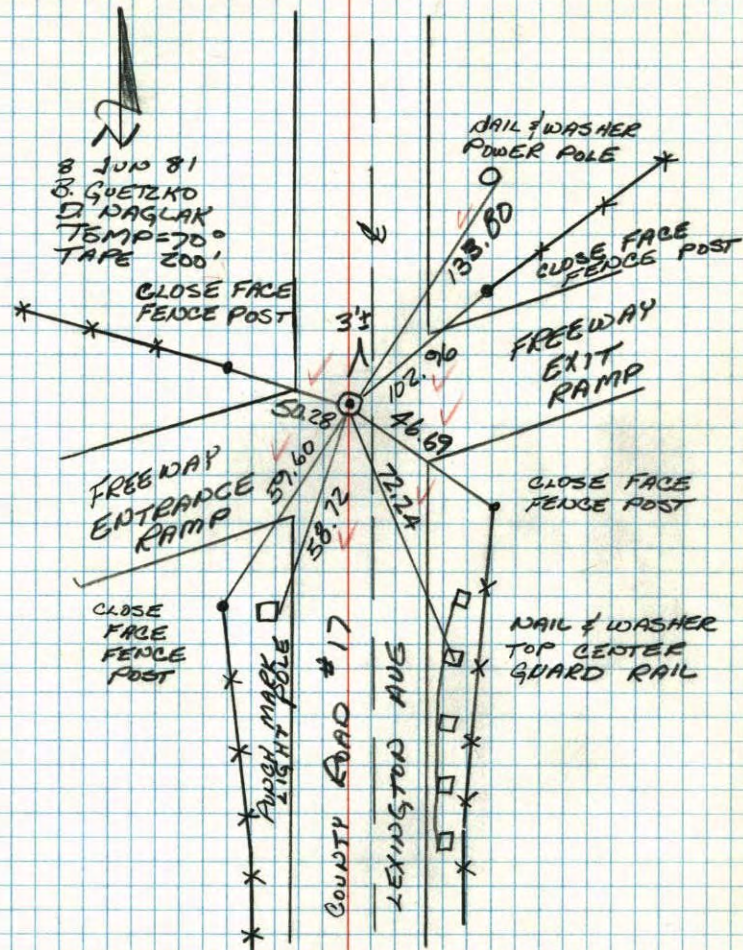 8 JUN 81
B. GUETZKO
D. NAGLAK
TEMP=70°
TAPE 200'
NAIL & WASHER
POWER POLE
133.80
CLOSE FACE
FENCE POST
CLOSE FACE
FENCE POST
3'±
℄
102.96
FREEWAY
EXIT
RAMP
50.28
46.69
59.60
58.72
72.24
FREEWAY
ENTRANCE
RAMP
CLOSE FACE
FENCE POST
CLOSE
FACE
FENCE
POST
PUNCH MARK
LIGHT POLE
COUNTY ROAD #17
LEXINGTON AVE
NAIL & WASHER
TOP CENTER
GUARD RAIL